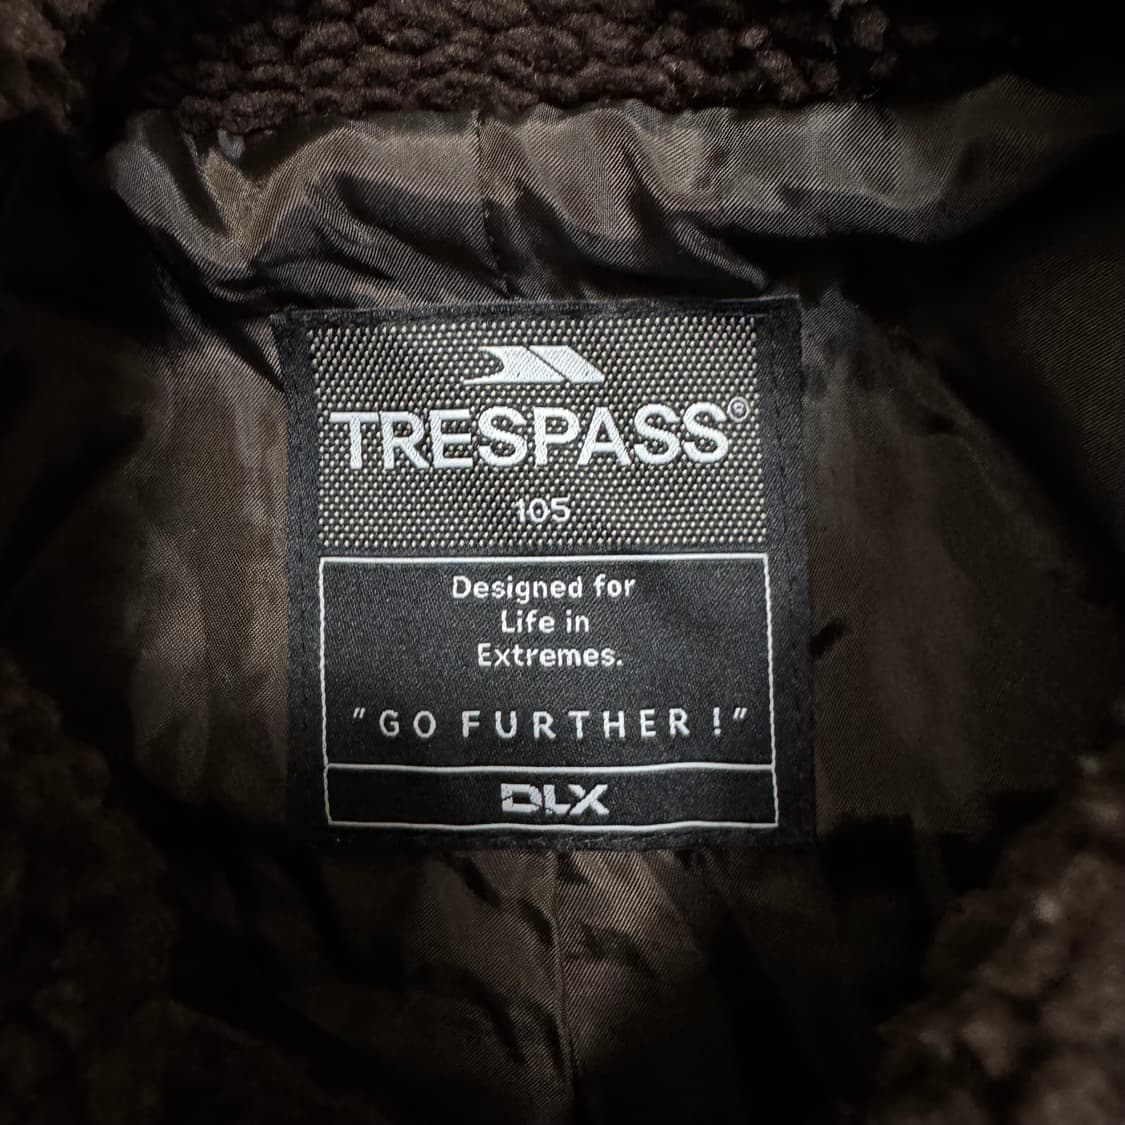 TRESPASS®
105
Designed for
Life in
Extremes.
"GO FURTHER!"
DLX